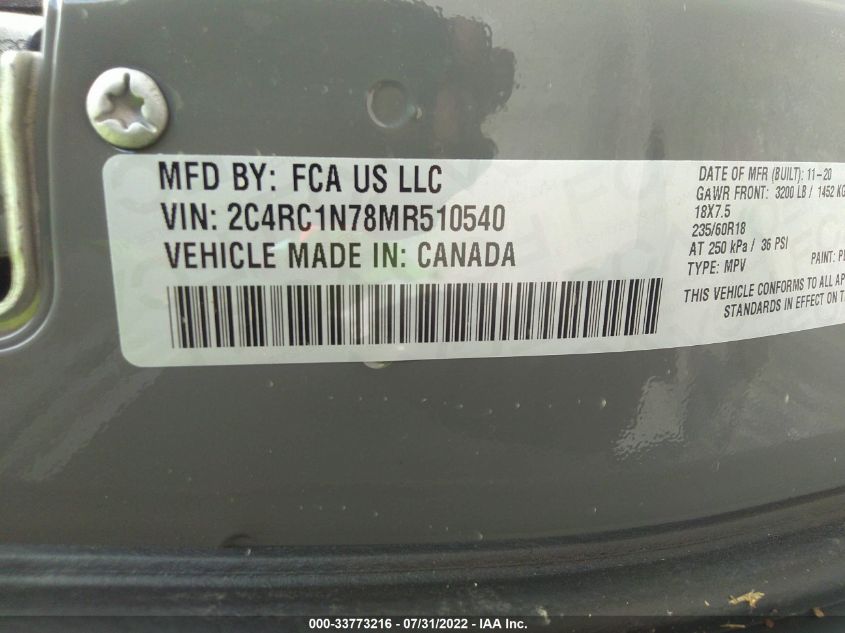 MFD BY: FCA US LLC
VIN: 2C4RC1N78MR510540
VEHICLE MADE IN: CANADA
DATE OF MFR (BUILT): 11-20
GAWR FRONT: 3200 LB / 1452 KG
18X7.5
235/60R18
AT 250 kPa / 36 PSI
TYPE: MPV PAINT:
THIS VEHICLE CONFORMS TO ALL
STANDARDS IN EFFECT ON
000-33773216 - 07/31/2022 - IAA Inc.